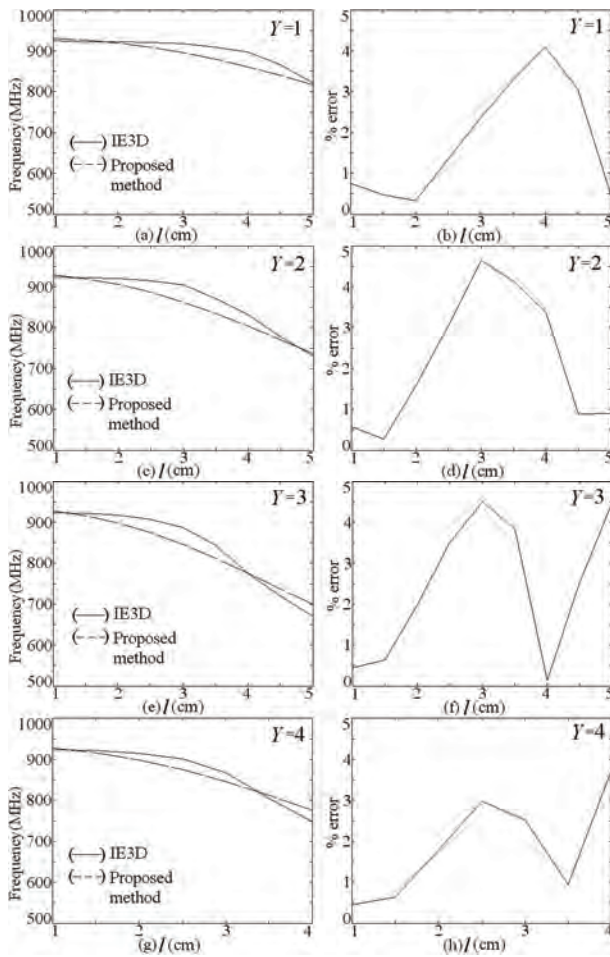 Y=1
1000
900
800
700
600
500
Frequency(MHz)
IE3D
Proposed
method
1 2 3 4 5
(a) l (cm)
Y=1
5
4
3
2
1
0
% error
1 2 3 4 5
(b) l (cm)
Y=2
1000
900
800
700
600
500
Frequency(MHz)
IE3D
Proposed
method
1 2 3 4 5
(c) l (cm)
Y=2
5
4
3
2
1
0
% error
1 2 3 4 5
(d) l (cm)
Y=3
1000
900
800
700
600
500
Frequency(MHz)
IE3D
Proposed
method
1 2 3 4 5
(e) l (cm)
Y=3
5
4
3
2
1
0
% error
1 2 3 4 5
(f) l (cm)
Y=4
1000
900
800
700
600
500
Frequency(MHz)
IE3D
Proposed
method
1 2 3 4
(g) l (cm)
Y=4
5
4
3
2
1
0
% error
1 2 3 4
(h) l (cm)